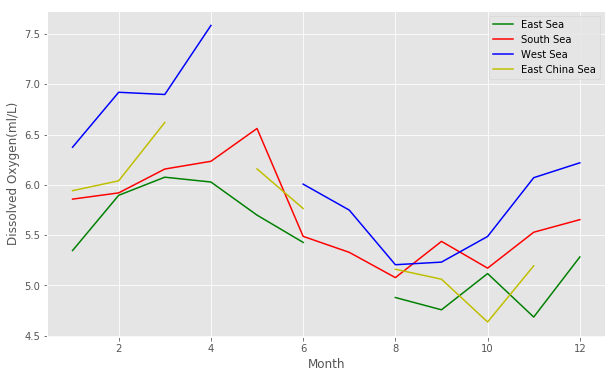 East Sea
South Sea
West Sea
East China Sea
Dissolved Oxygen(ml/L)
7.5
7.0
6.5
6.0
5.5
5.0
4.5
2 4 6 8 10 12
Month